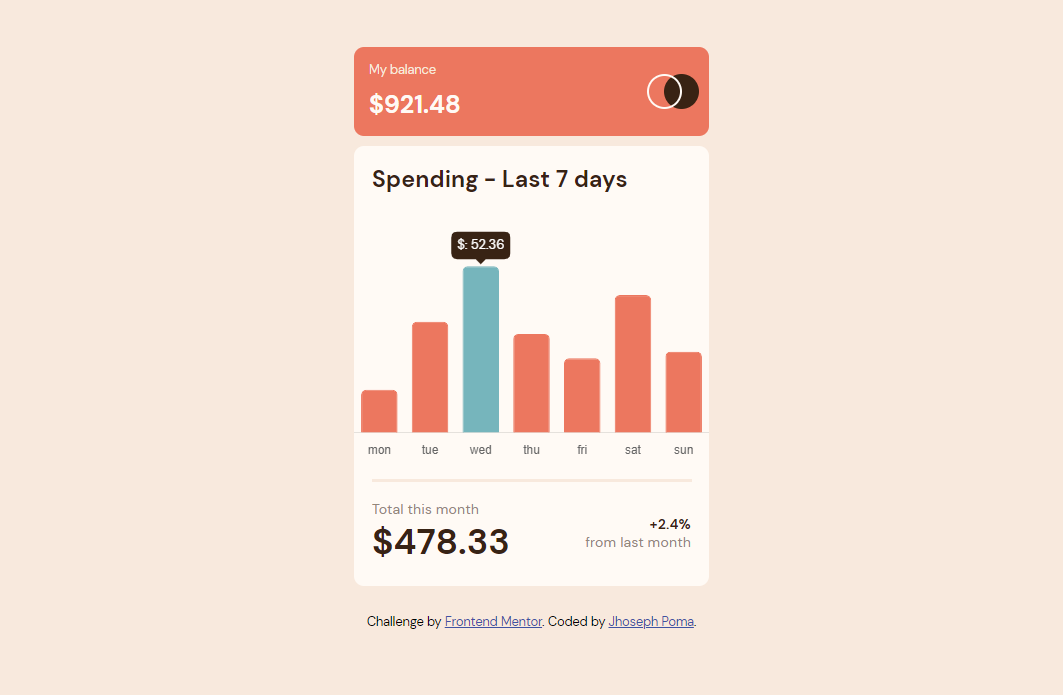 My balance
$921.48
Spending - Last 7 days
$: 52.36
mon tue wed thu fri sat sun
Total this month
$478.33
+2.4%
from last month
Challenge by Frontend Mentor. Coded by Jhoseph Poma.